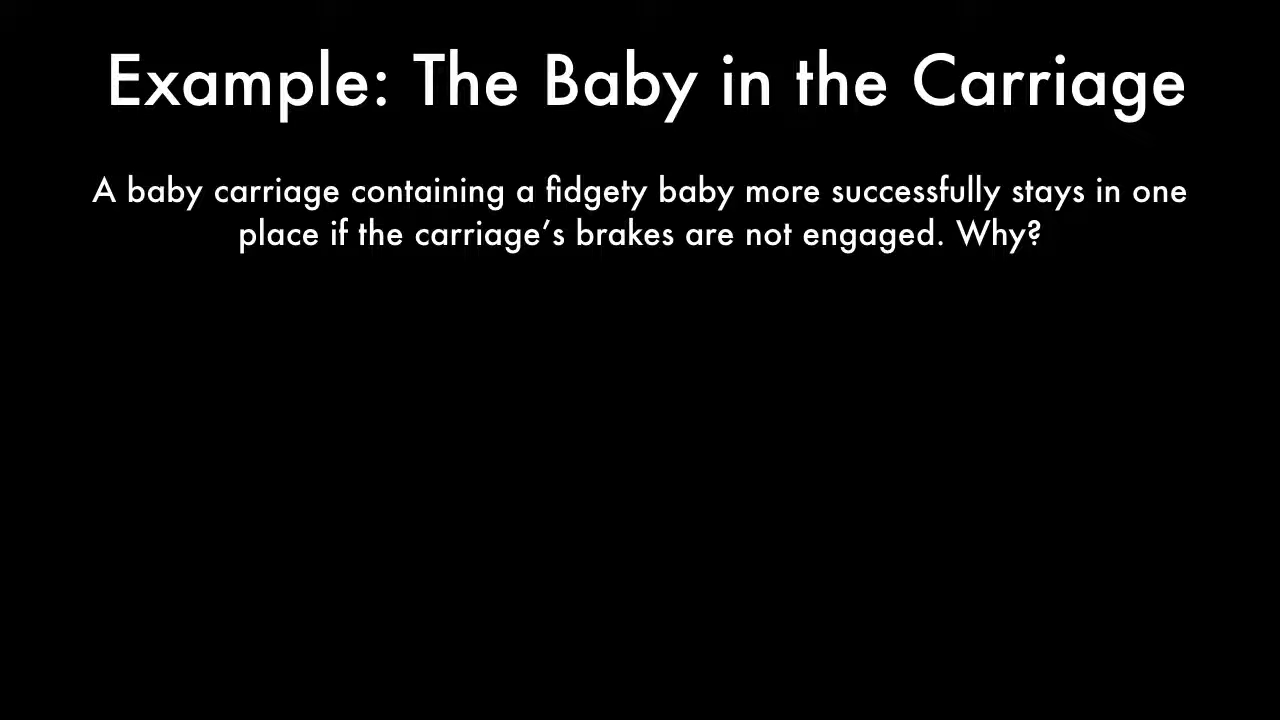 Example: The Baby in the Carriage
A baby carriage containing a fidgety baby more successfully stays in one
place if the carriage’s brakes are not engaged. Why?